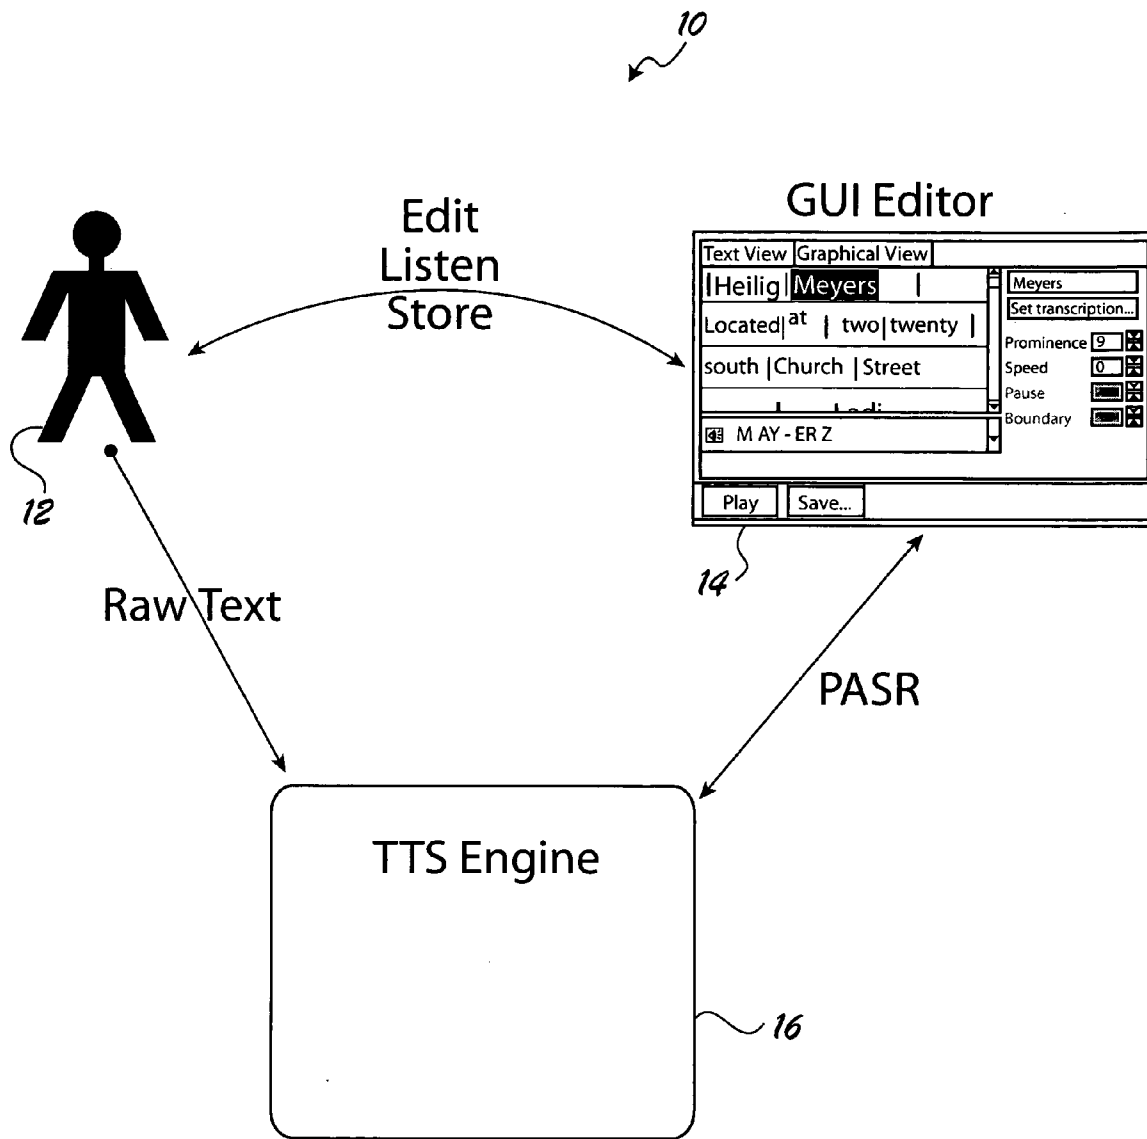 10
Edit
Listen
Store
GUI Editor
Text View Graphical View
Heilig Meyers
Located at two twenty
south Church Street
M AY - ER Z
Meyers
Set transcription...
Prominence 9
Speed 0
Pause
Boundary
Play Save...
12
14
Raw Text
PASR
TTS Engine
16